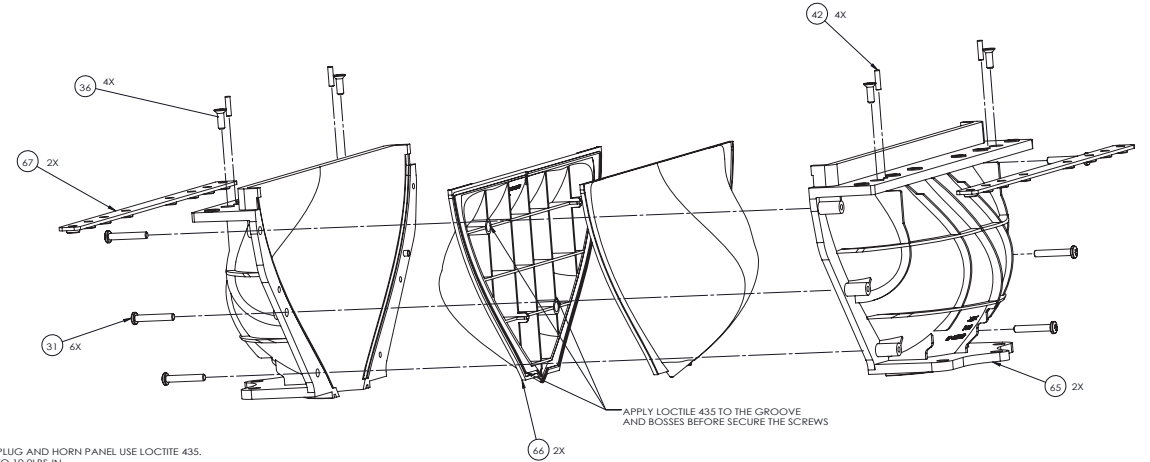 42 4X
36 4X
67 2X
31 6X
65 2X
APPLY LOCTILE 435 TO THE GROOVE
AND BOSSES BEFORE SECURE THE SCREWS
66 2X
PLUG AND HORN PANEL USE LOCTITE 435.